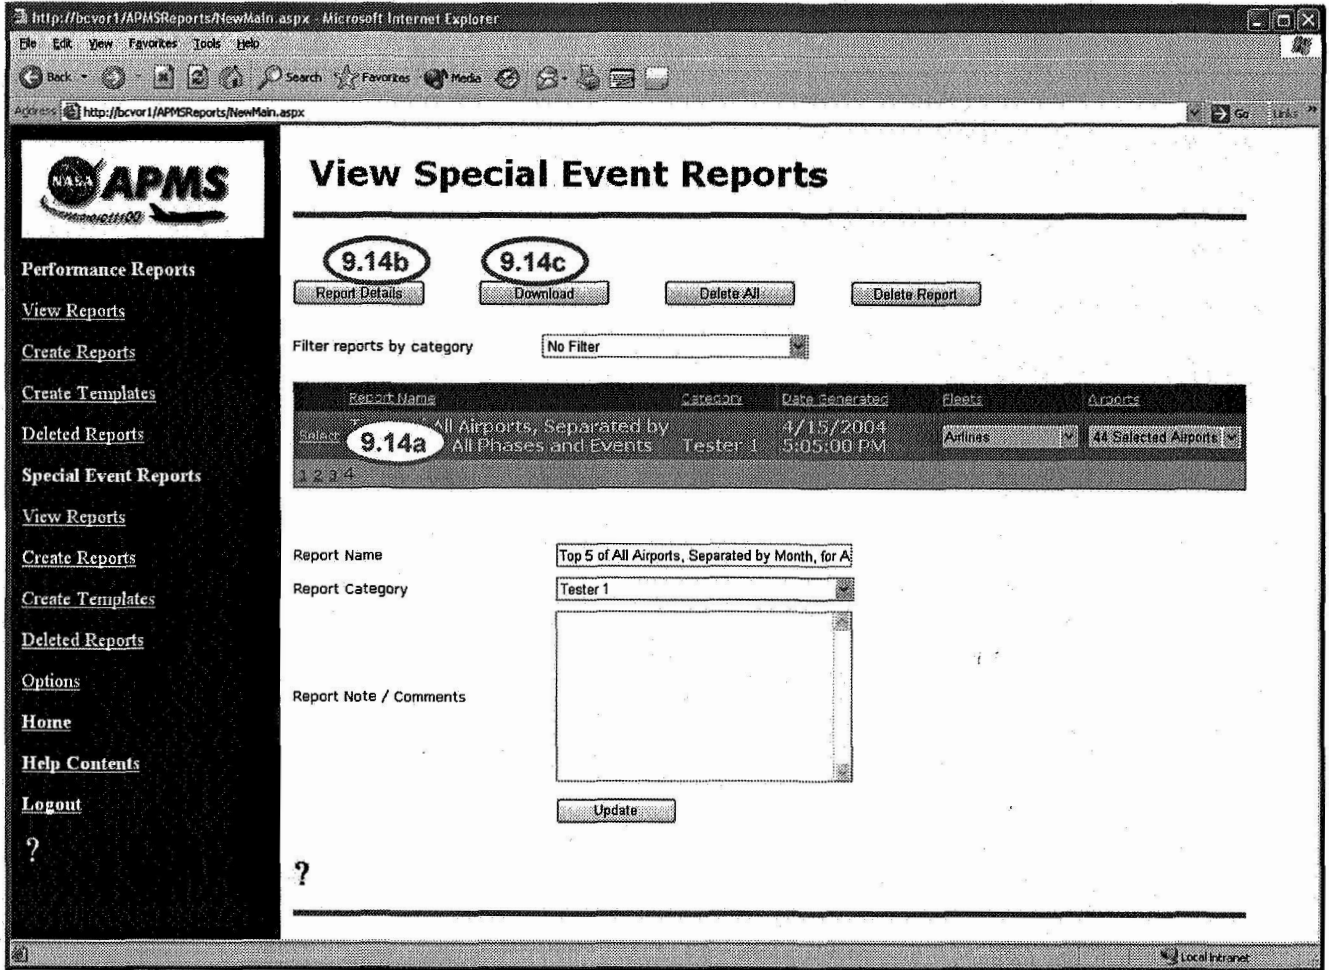 http://bcvor1/APMSReports/NewMain.aspx - Microsoft Internet Explorer
File Edit View Favorites Tools Help
Back Search Favorites Media
Address http://bcvor1/APMSReports/NewMain.aspx Go Links
NASA APMS
View Special Event Reports
9.14b 9.14c
Report Details Download Delete All Delete Report
Filter reports by category No Filter
Report Name Category Date Generated Fleets Airports
Select 9.14a All Airports, Separated by All Phases and Events Tester 1 4/15/2004 5:05:00 PM Airlines 44 Selected Airports
1 2 3 4
Report Name Top 5 of All Airports, Separated by Month, for A
Report Category Tester 1
Report Note / Comments
Update
?
Performance Reports
View Reports
Create Reports
Create Templates
Deleted Reports
Special Event Reports
View Reports
Create Reports
Create Templates
Deleted Reports
Options
Home
Help Contents
Logout
?
Local intranet